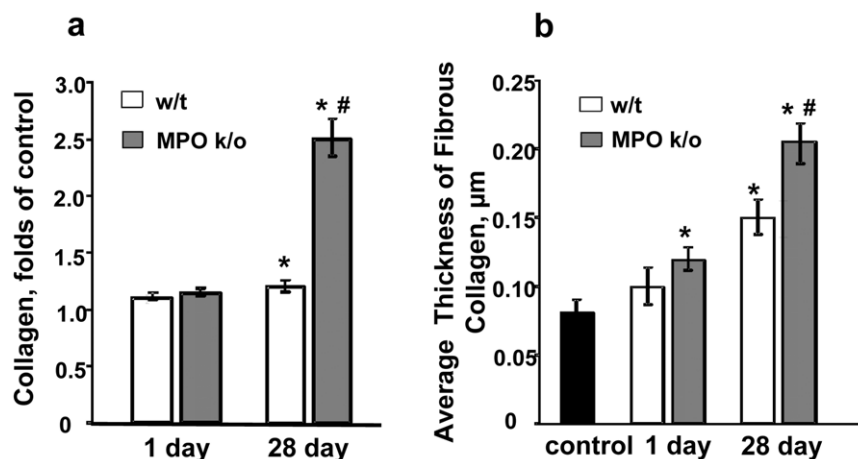 a
Collagen, folds of control
3.0
2.5
2.0
1.5
1.0
0.5
0
w/t
MPO k/o
*
* #
1 day
28 day
b
Average Thickness of Fibrous
Collagen, µm
0.25
0.20
0.15
0.10
0.05
0
w/t
MPO k/o
*
*
* #
control
1 day
28 day